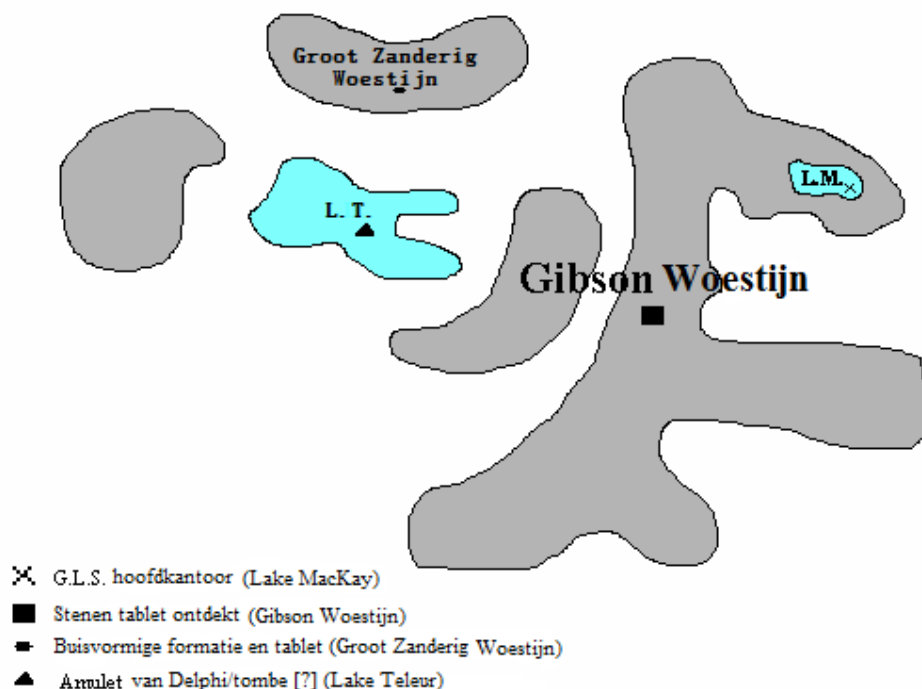 Groot Zanderig
Woestijn
L.M.
L. T.
Gibson Woestijn
G.L.S. hoofdkantoor (Lake MacKay)
Stenen tablet ontdekt (Gibson Woestijn)
Buisvormige formatie en tablet (Groot Zanderig Woestijn)
Amulet van Delphi/tombe [?] (Lake Teleur)